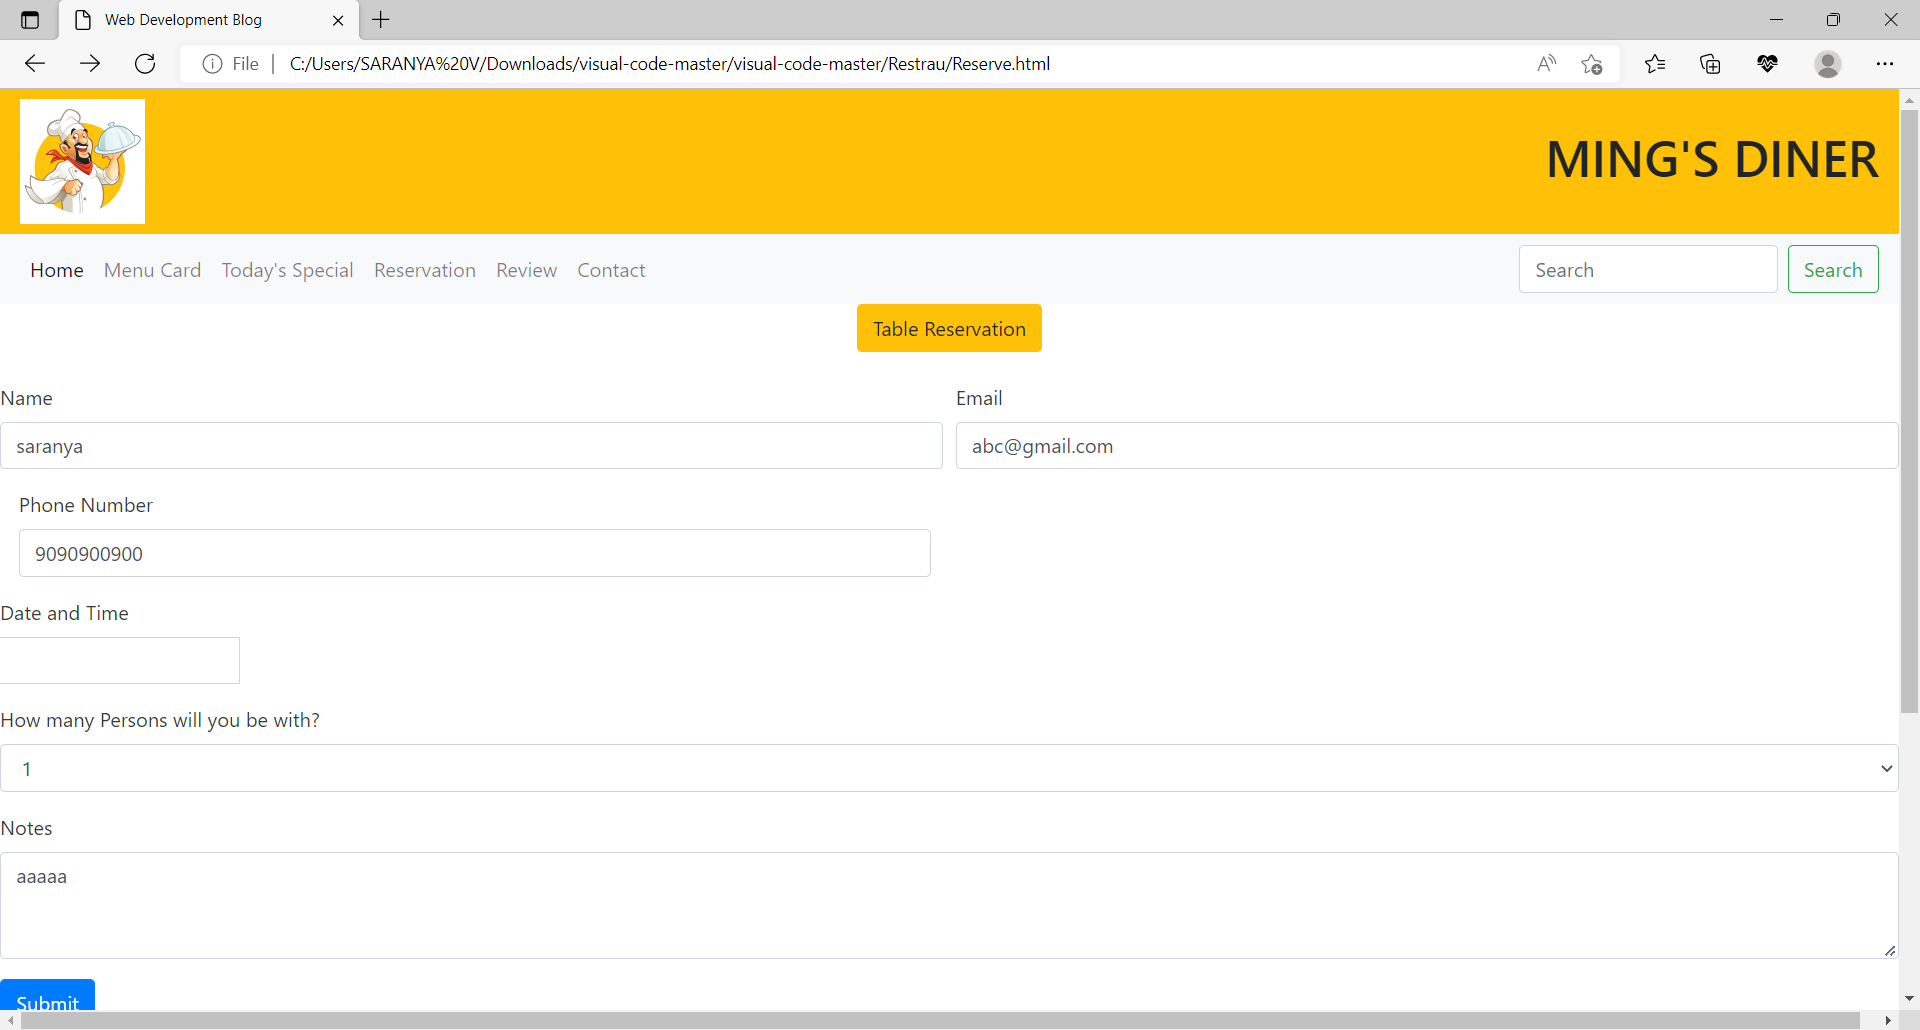 Web Development Blog
File
C:/Users/SARANYA%20V/Downloads/visual-code-master/visual-code-master/Restrau/Reserve.html
MING'S DINER
Home Menu Card Today's Special Reservation Review Contact Search Search
Table Reservation
Name Email
saranya abc@gmail.com
Phone Number
9090900900
Date and Time
How many Persons will you be with?
1
Notes
aaaaa
Submit